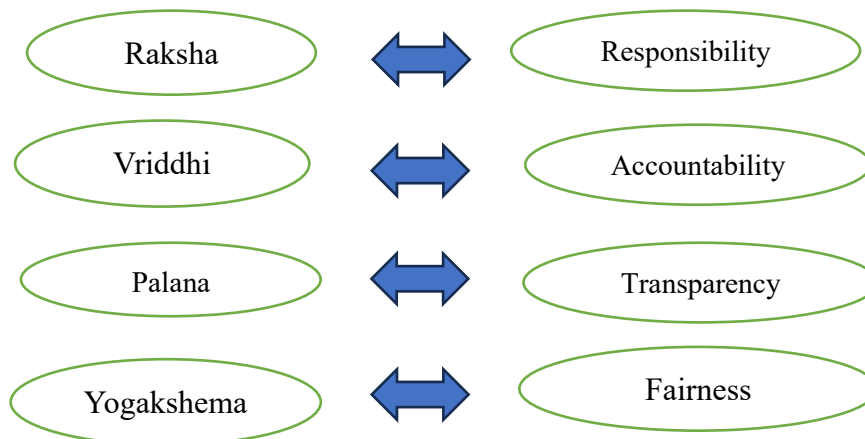 Raksha Responsibility
Vriddhi Accountability
Palana Transparency
Yogakshema Fairness